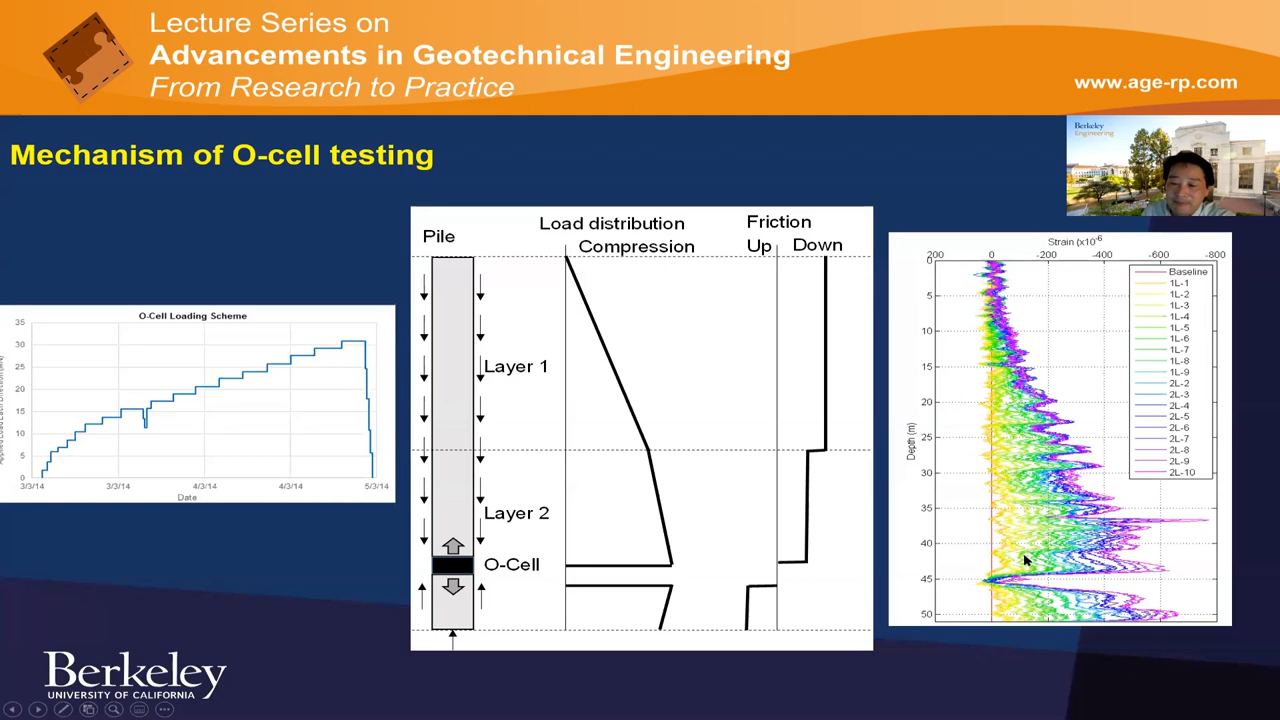 Lecture Series on
Advancements in Geotechnical Engineering
From Research to Practice
www.age-rp.com
Mechanism of O-cell testing
Berkeley
Engineering
O-Cell Loading Scheme
35
30
25
20
15
10
5
0
3/3/14 3/3/14 4/3/14 4/3/14 5/3/14
Date
Pile
Load distribution
Compression
Friction
Up Down
Layer 1
Layer 2
O-Cell
Strain (x10-6
200 0 -200 -400 -600 -800
Depth (m)
0
5
10
15
20
25
30
35
40
45
50
Baseline
1L-1
1L-2
1L-3
1L-4
1L-5
1L-6
1L-7
1L-8
1L-9
2L-2
2L-3
2L-4
2L-5
2L-6
2L-7
2L-8
2L-9
2L-10
Berkeley
UNIVERSITY OF CALIFORNIA